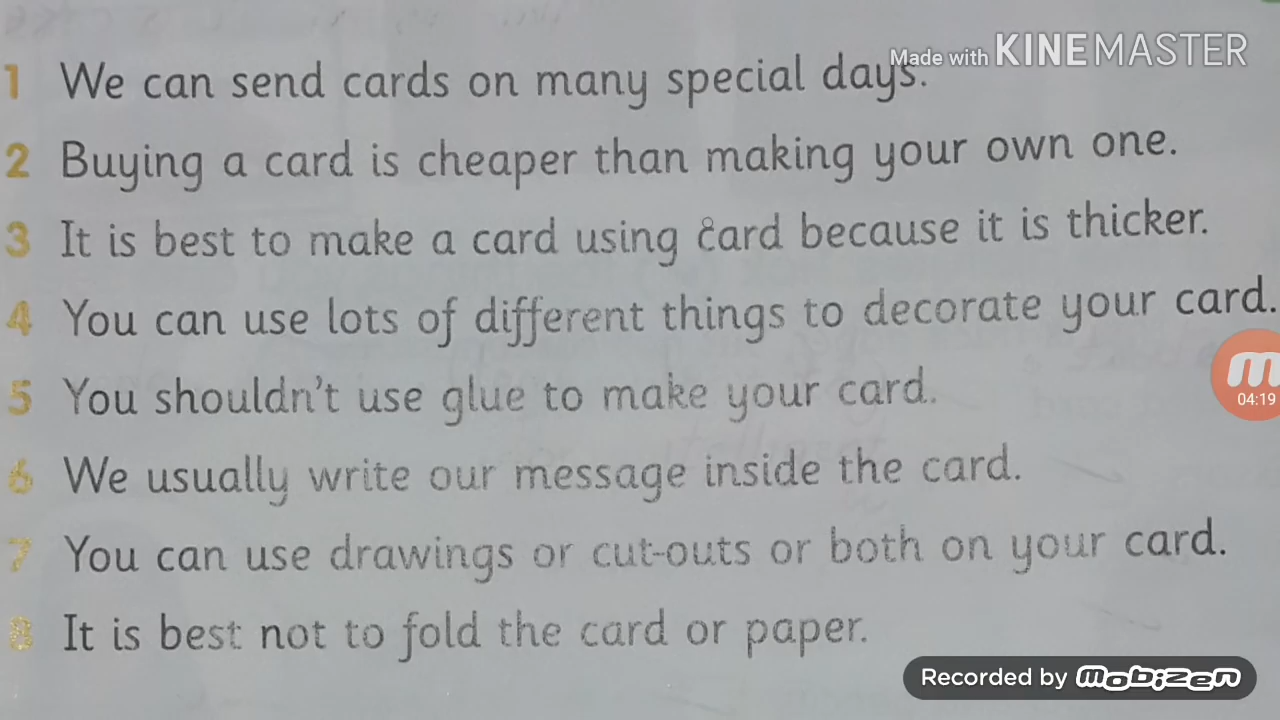 Made with KINEMASTER
1 We can send cards on many special days.
2 Buying a card is cheaper than making your own one.
3 It is best to make a card using card because it is thicker.
4 You can use lots of different things to decorate your card.
5 You shouldn't use glue to make your card.
04:19
6 We usually write our message inside the card.
7 You can use drawings or cut-outs or both on your card.
8 It is best not to fold the card or paper.
Recorded by mobizen